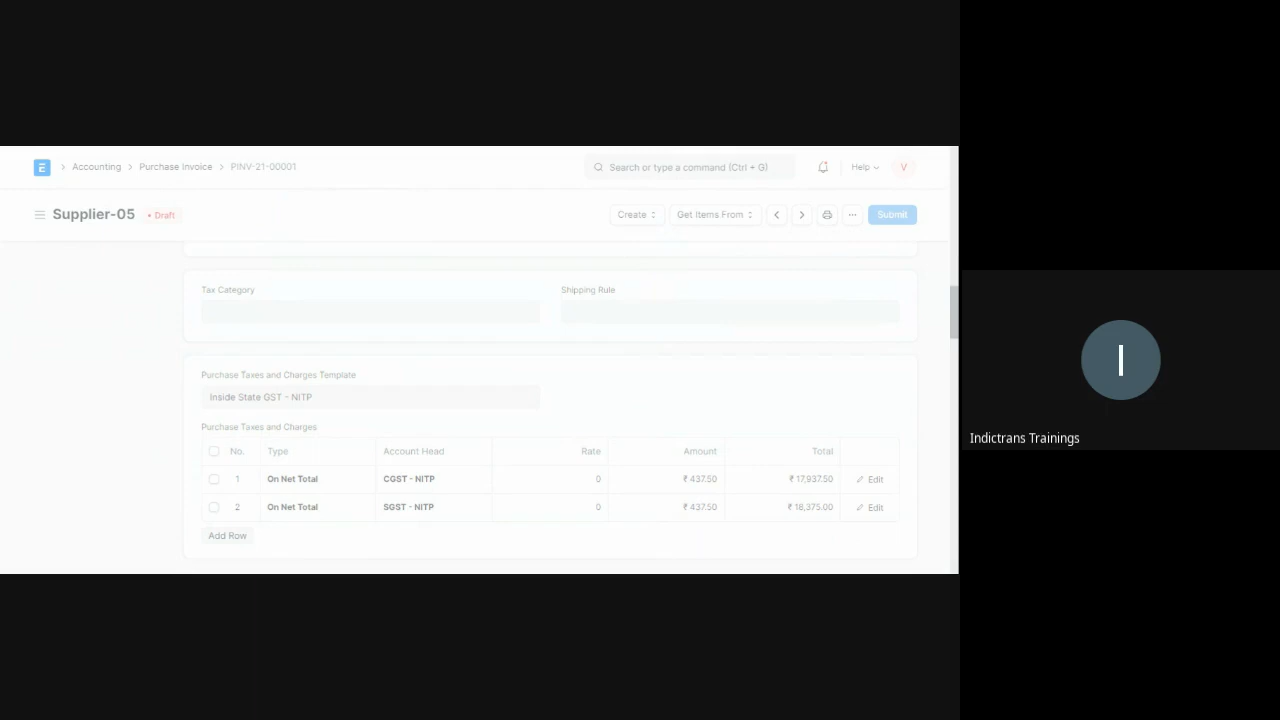 E > Accounting > Purchase Invoice > PINV-21-00001 Search or type a command (Ctrl + G) Help V
Supplier-05 • Draft Create Get Items From ... Submit
Tax Category Shipping Rule
Purchase Taxes and Charges Template
Inside State GST - NITP
Purchase Taxes and Charges
No. Type Account Head Rate Amount Total
1 On Net Total CGST - NITP 0 ₹ 437.50 ₹ 17,937.50 Edit
2 On Net Total SGST - NITP 0 ₹ 437.50 ₹ 18,375.00 Edit
Add Row
I
Indictrans Trainings